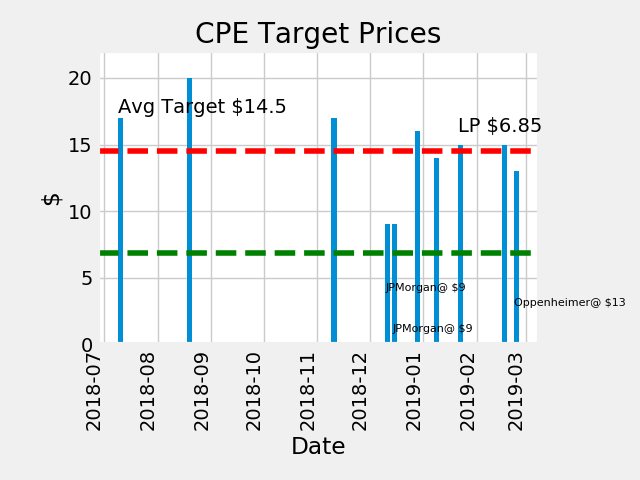 CPE Target Prices
20
15
10
5
0
$
Avg Target $14.5
LP $6.85
JPMorgan@ $9
Oppenheimer@ $13
JPMorgan@ $9
2018-07
2018-08
2018-09
2018-10
2018-11
2018-12
2019-01
2019-02
2019-03
Date